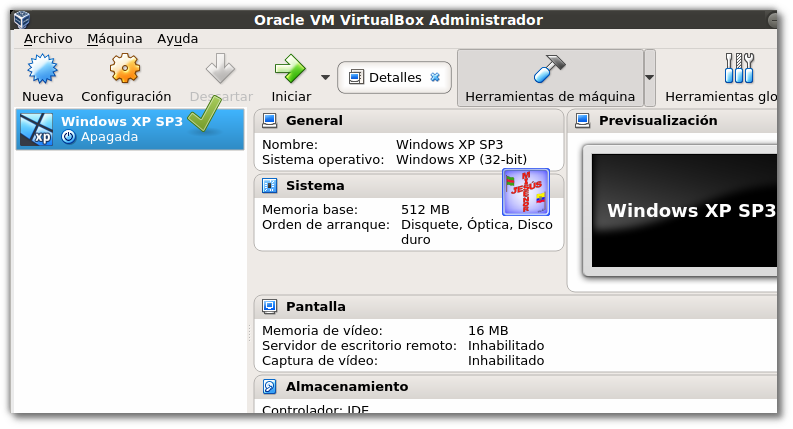 Oracle VM VirtualBox Administrador
Archivo Máquina Ayuda
Nueva Configuración Descartar Iniciar Detalles Herramientas de máquina Herramientas glo
Windows XP SP3
Apagada
xp
General
Nombre: Windows XP SP3
Sistema operativo: Windows XP (32-bit)
Previsualización
Windows XP SP3
Sistema
Memoria base: 512 MB
Orden de arranque: Disquete, Óptica, Disco
duro
JESÚS
Pantalla
Memoria de vídeo: 16 MB
Servidor de escritorio remoto: Inhabilitado
Captura de vídeo: Inhabilitado
Almacenamiento
Controlador: IDE